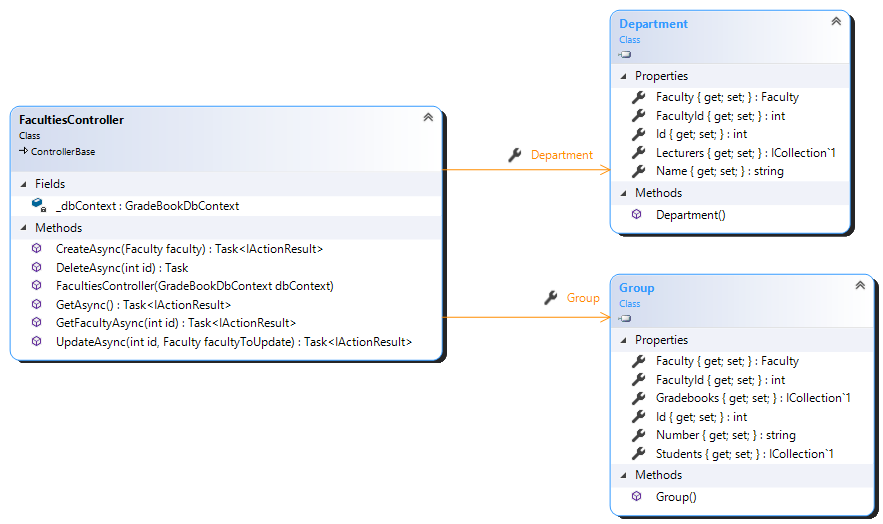 FacultiesController
Class
ControllerBase
Fields
_dbContext : GradeBookDbContext
Methods
CreateAsync(Faculty faculty) : Task<IActionResult>
DeleteAsync(int id) : Task
FacultiesController(GradeBookDbContext dbContext)
GetAsync() : Task<IActionResult>
GetFacultyAsync(int id) : Task<IActionResult>
UpdateAsync(int id, Faculty facultyToUpdate) : Task<IActionResult>
Department
Group
Department
Class
Properties
Faculty { get; set; } : Faculty
FacultyId { get; set; } : int
Id { get; set; } : int
Lecturers { get; set; } : ICollection`1
Name { get; set; } : string
Methods
Department()
Group
Class
Properties
Faculty { get; set; } : Faculty
FacultyId { get; set; } : int
Gradebooks { get; set; } : ICollection`1
Id { get; set; } : int
Number { get; set; } : string
Students { get; set; } : ICollection`1
Methods
Group()